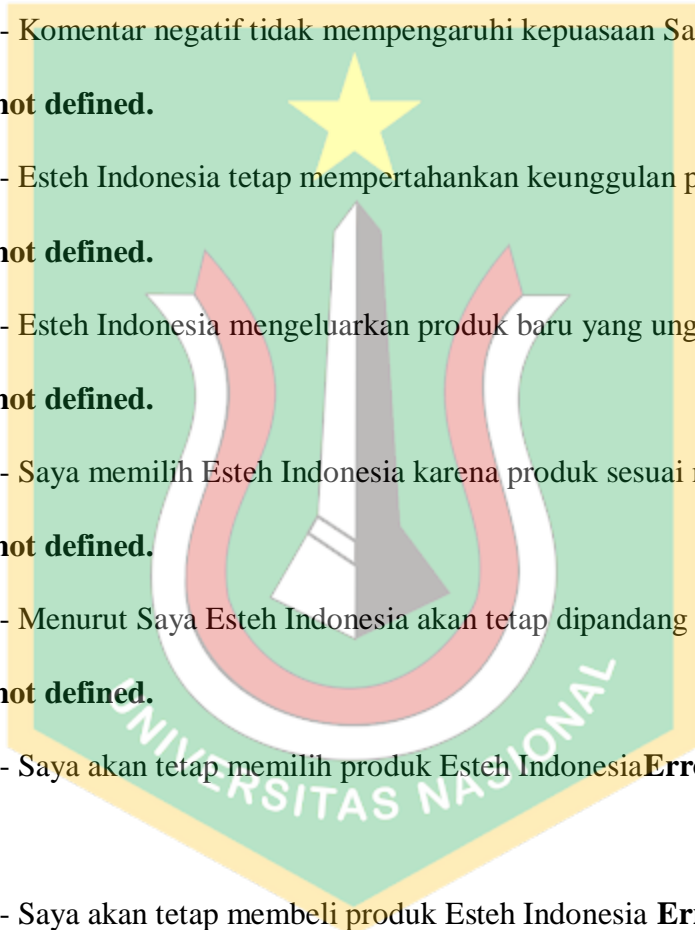 - Komentar negatif tidak mempengaruhi kepuasaan Sa
not defined.
- Esteh Indonesia tetap mempertahankan keunggulan p
not defined.
- Esteh Indonesia mengeluarkan produk baru yang ung
not defined.
- Saya memilih Esteh Indonesia karena produk sesuai
not defined.
- Menurut Saya Esteh Indonesia akan tetap dipandang
not defined.
- Saya akan tetap memilih produk Esteh IndonesiaErr
UNIVERSITAS NASIONAL
- Saya akan tetap membeli produk Esteh Indonesia Er